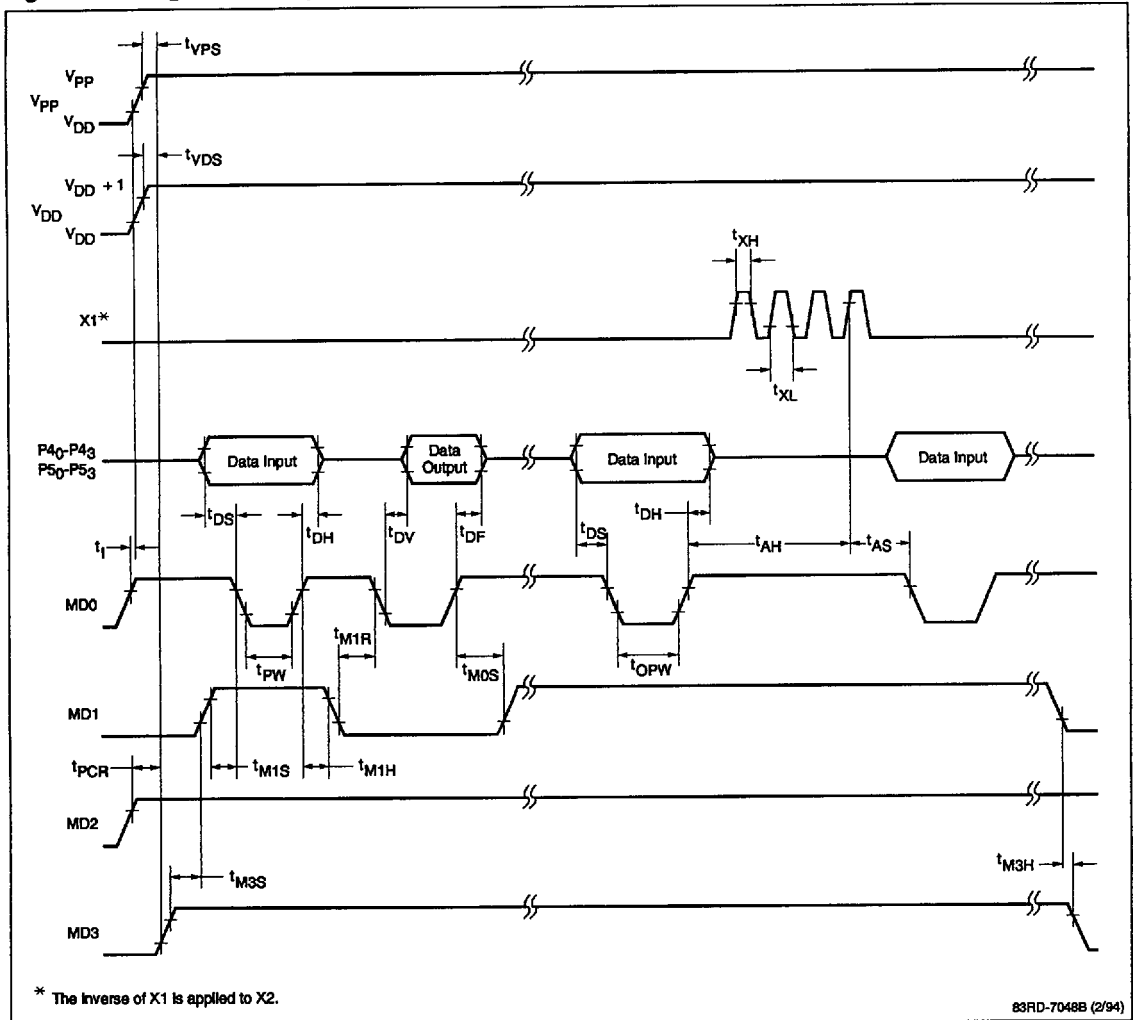 tVPS
VPP
VPP
VDD
tVDS
VDD + 1
VDD
VDD
tXH
X1*
tXL
P40-P43
P50-P53
Data Input
Data Output
Data Input
Data Input
tDS
tDH
tDV
tDF
tDS
tDH
tAH
tAS
tI
MD0
tPW
tM1R
tM0S
tOPW
MD1
tPCR
tM1S
tM1H
MD2
tM3S
tM3H
MD3
* The Inverse of X1 is applied to X2.
83RD-7048B (2/94)